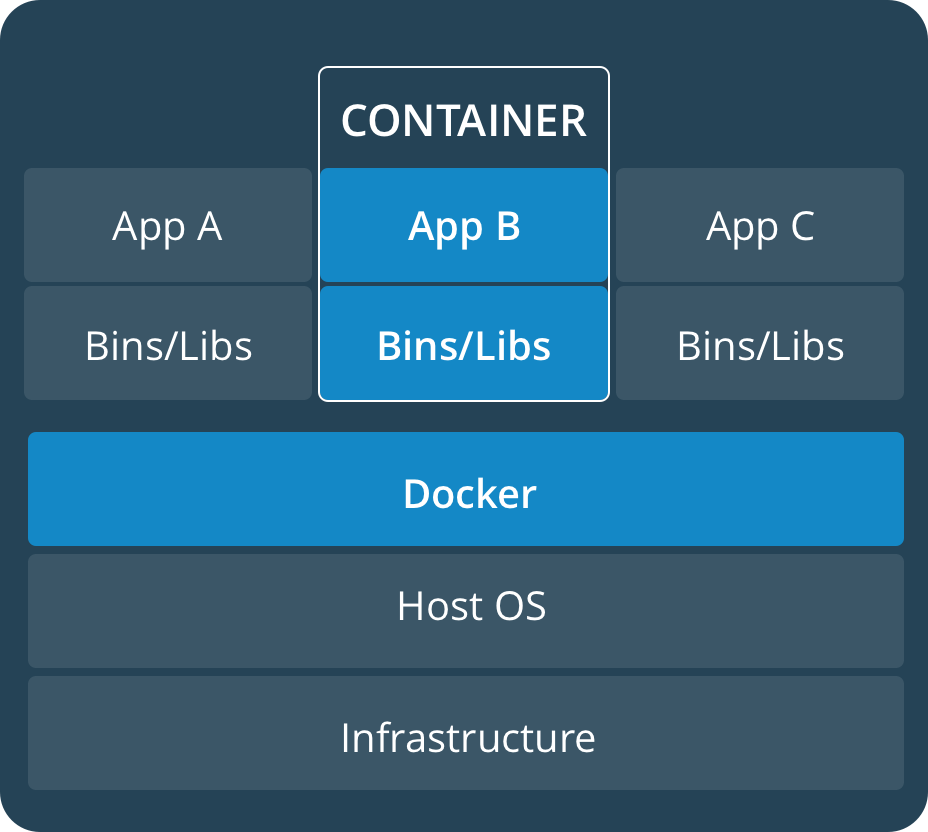 CONTAINER
App A
App B
App C
Bins/Libs
Bins/Libs
Bins/Libs
Docker
Host OS
Infrastructure